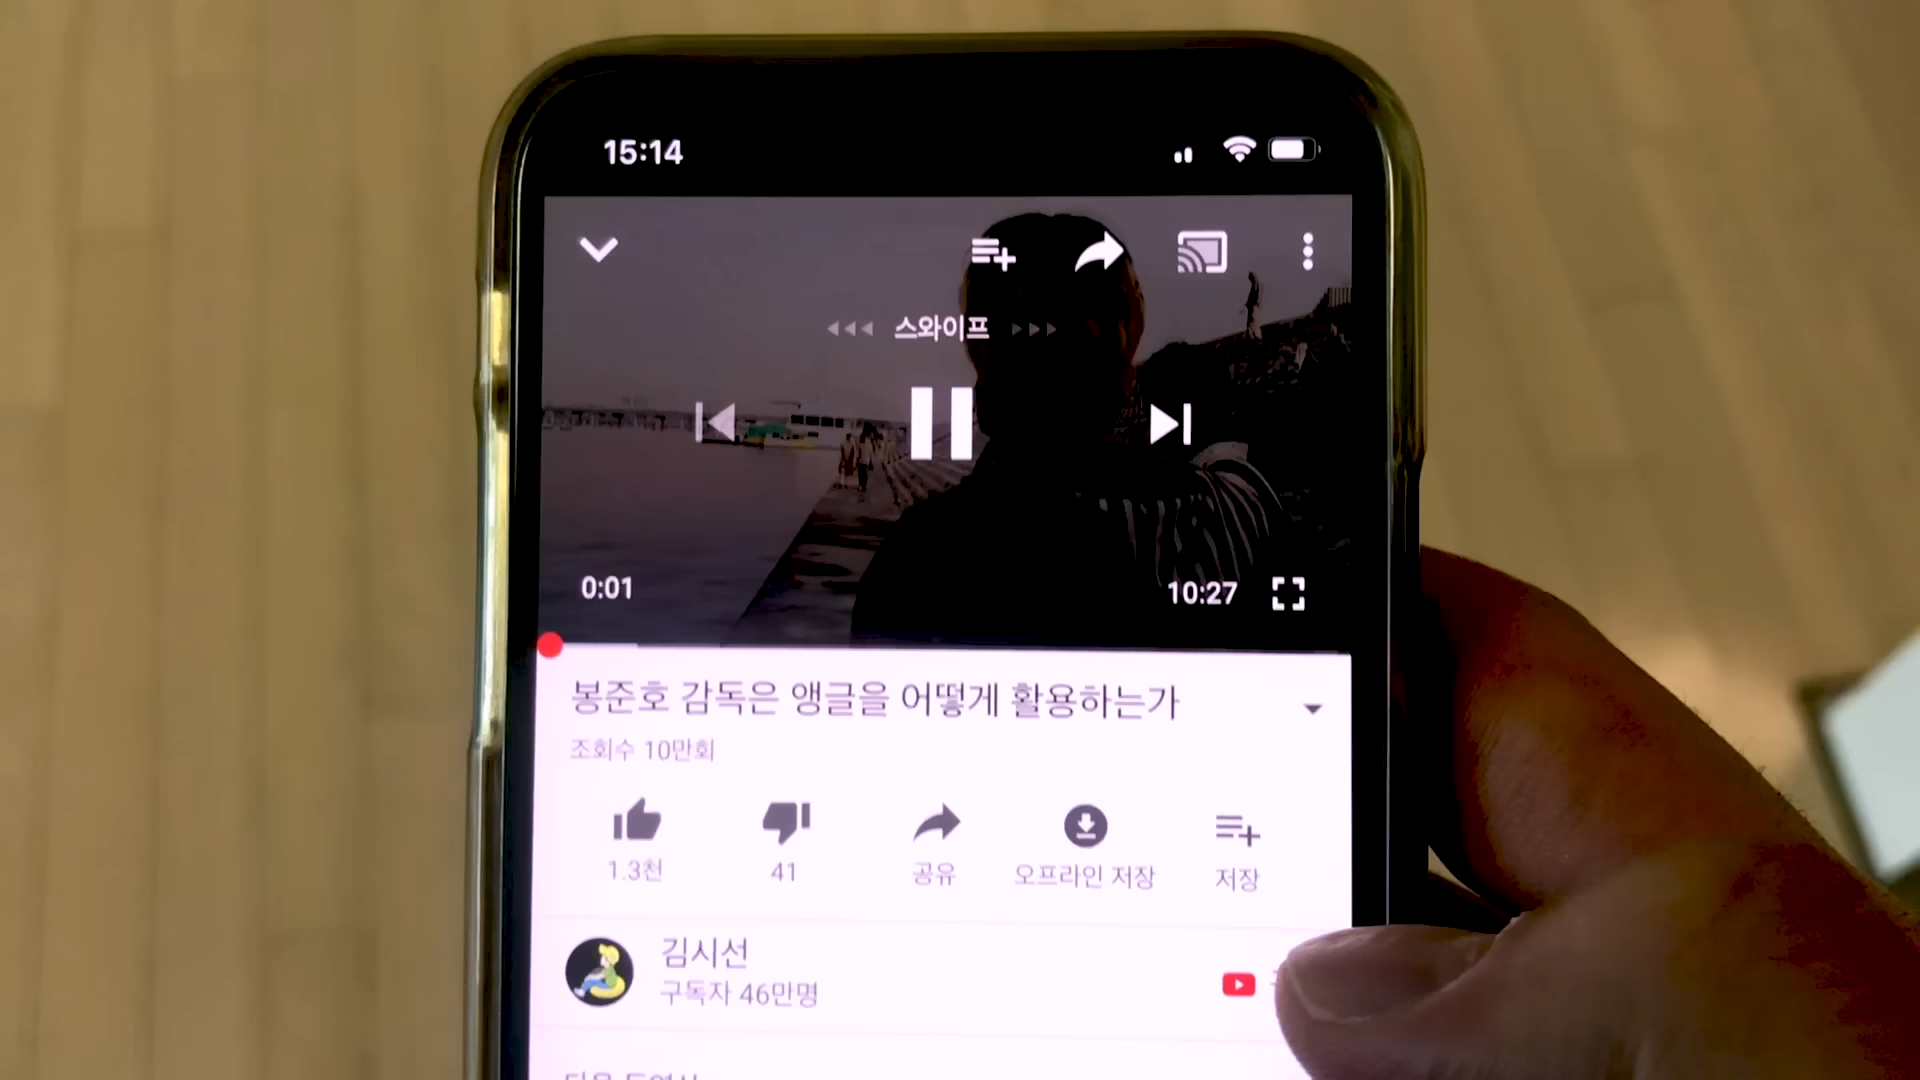 15:14
스와이프
0:01
10:27
봉준호 감독은 앵글을 어떻게 활용하는가
조회수 10만회
1.3천
41
공유
오프라인 저장
저장
김시선
구독자 46만명